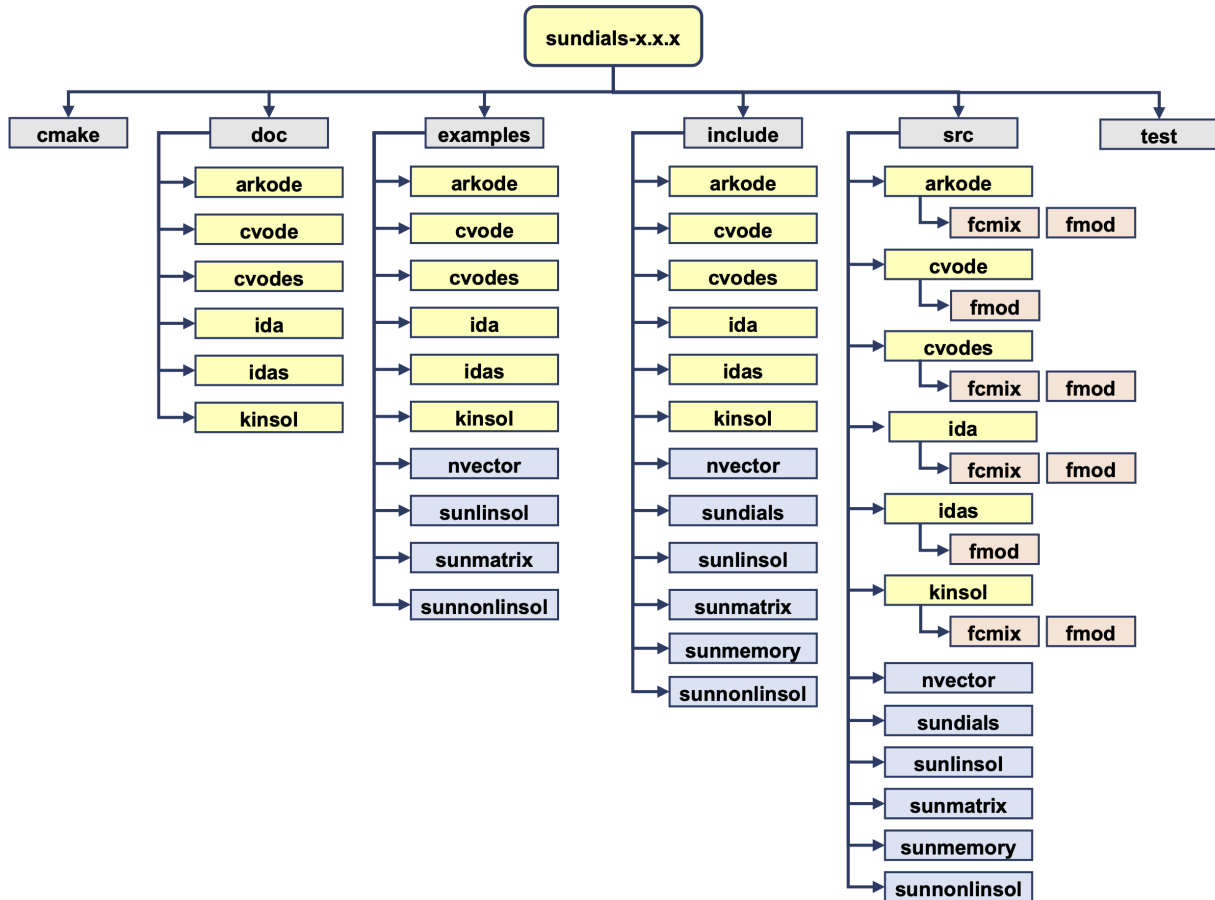 sundials-x.x.x
cmake
doc
examples
include
src
test
arkode
cvode
cvodes
ida
idas
kinsol
arkode
cvode
cvodes
ida
idas
kinsol
nvector
sunlinsol
sunmatrix
sunnonlinsol
arkode
cvode
cvodes
ida
idas
kinsol
nvector
sundials
sunlinsol
sunmatrix
sunmemory
sunnonlinsol
arkode
fcmix fmod
cvode
fmod
cvodes
fcmix fmod
ida
fcmix fmod
idas
fmod
kinsol
fcmix fmod
nvector
sundials
sunlinsol
sunmatrix
sunmemory
sunnonlinsol